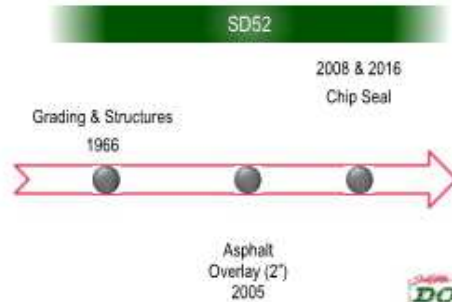 SD52
2008 & 2016
Chip Seal
Grading & Structures
1966
Asphalt
Overlay (2")
2005